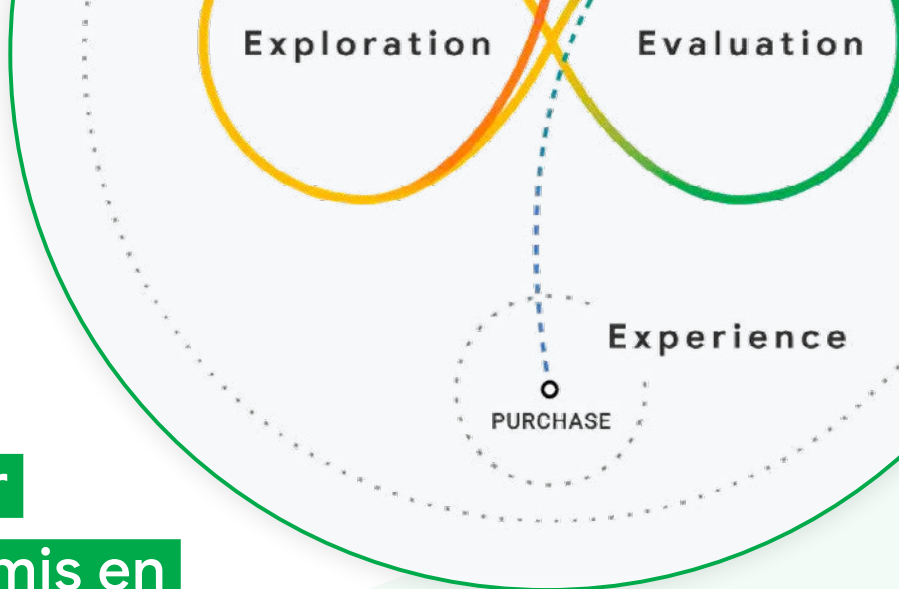 Exploration
Evaluation
Experience
PURCHASE
r
mis en